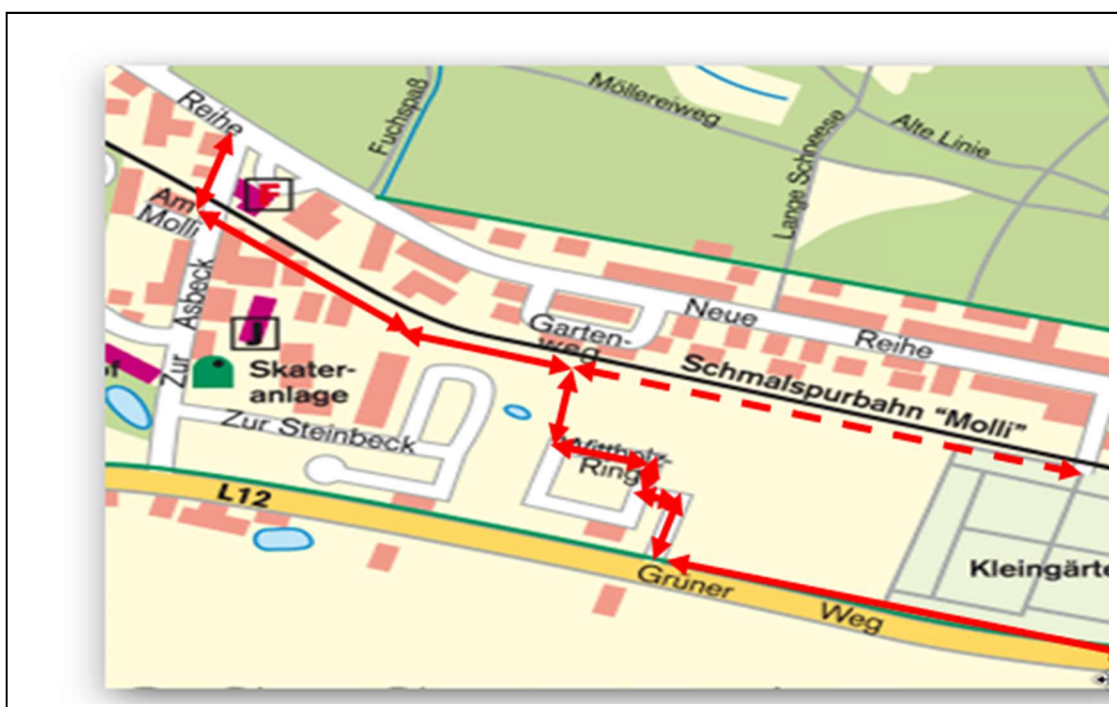 Reihe
Fuchspaß
Möllereiweg
Lange Schneese
Alte Linie
F
Am
Molli
Asbeck
Zur
J
Skater-
anlage
Garten-
weg
Neue
Reihe
Schmalspurbahn "Molli"
Zur Steinbeck
Wittholz-
Ring
L12
Grüner
Weg
Kleingärte